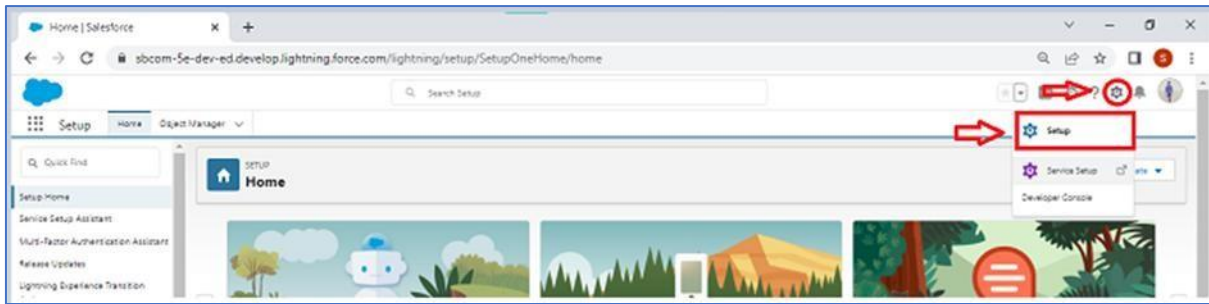 Home | Salesforce
sbcom-5e-dev-ed.develop.lightning.force.com/lightning/setup/SetupOneHome/home
S
Search Setup
Setup Home Object Manager
Setup
Quick Find
SETUP
Home
Service Setup
Setup Home
Developer Console
Service Setup Assistant
Multi-Factor Authentication Assistant
Release Updates
Lightning Experience Transition